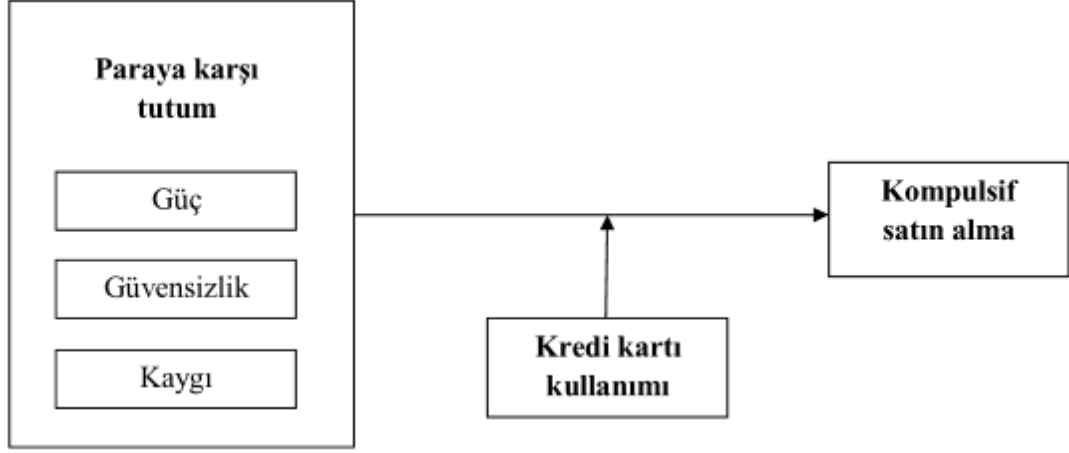 Paraya karşı
tutum
Güç
Güvensizlik
Kaygı
Kompulsif
satın alma
Kredi kartı
kullanımı